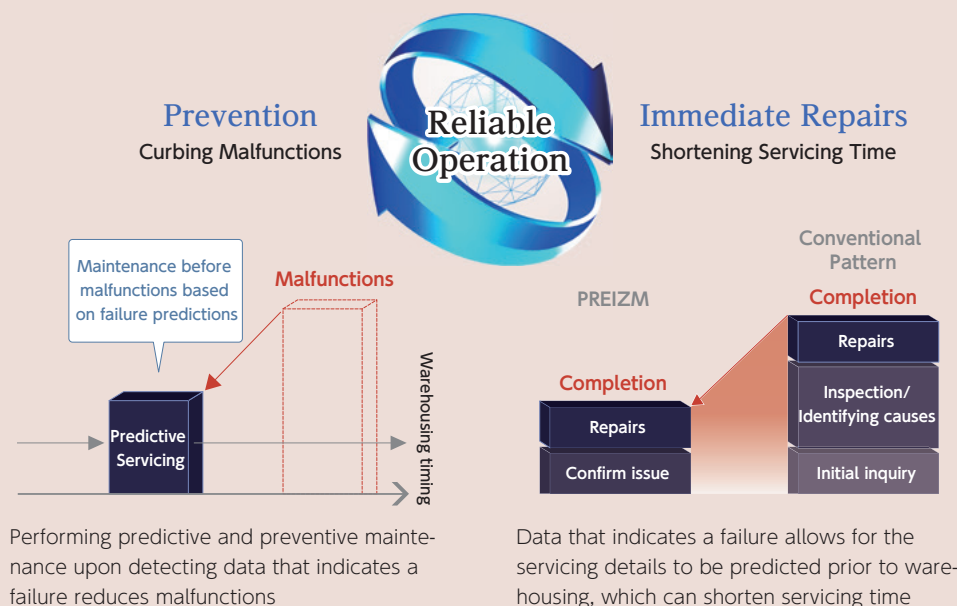 Prevention
Curbing Malfunctions
Reliable
Operation
Immediate Repairs
Shortening Servicing Time
Maintenance before
malfunctions based
on failure predictions
Malfunctions
Predictive
Servicing
Warehousing timing
Performing predictive and preventive mainte-
nance upon detecting data that indicates a
failure reduces malfunctions
PREIZM
Completion
Repairs
Confirm issue
Conventional
Pattern
Completion
Repairs
Inspection/
Identifying causes
Initial inquiry
Data that indicates a failure allows for the
servicing details to be predicted prior to ware-
housing, which can shorten servicing time